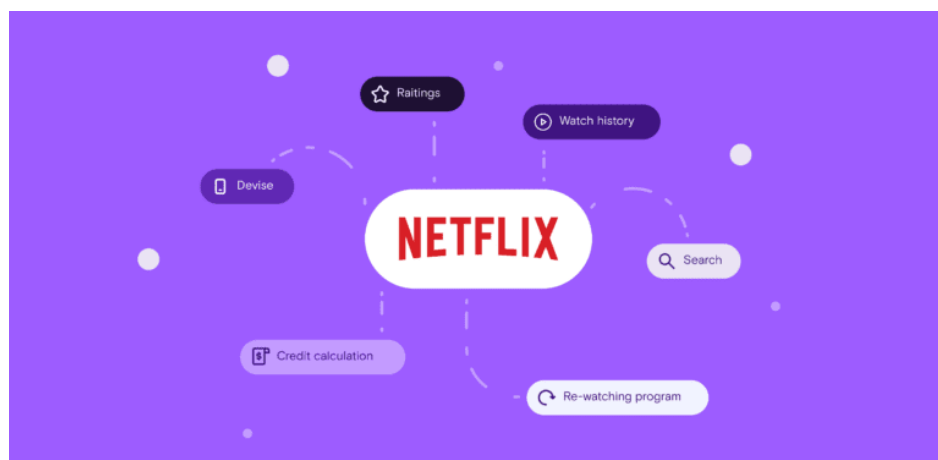 Raitings
Watch history
Devise
NETFLIX
Search
Credit calculation
Re-watching program